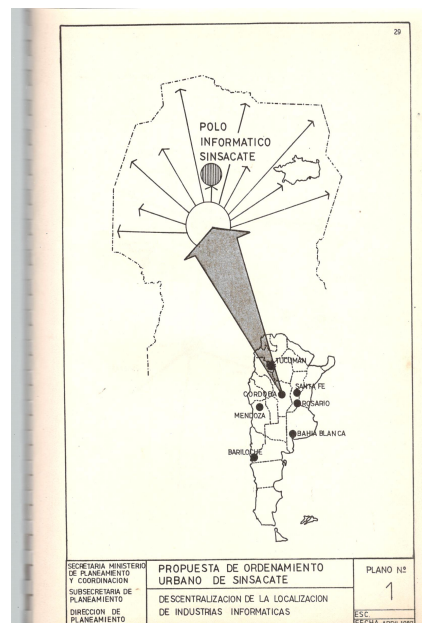 29
POLO
INFORMATICO
SINSACATE
TUCUMAN
CORDOBA
SANTA FE
ROSARIO
MENDOZA
BAHIA BLANCA
BARILOCHE
SECRETARIA MINISTERIO
DE PLANEAMIENTO
Y COORDINACION
SUBSECRETARIA DE
PLANEAMIENTO
DIRECCION DE
PLANEAMIENTO
PROPUESTA DE ORDENAMIENTO
URBANO DE SINSACATE
DESCENTRALIZACION DE LA LOCALIZACION
DE INDUSTRIAS INFORMATICAS
PLANO Nº
1
ESC.
FECHA ABRIL